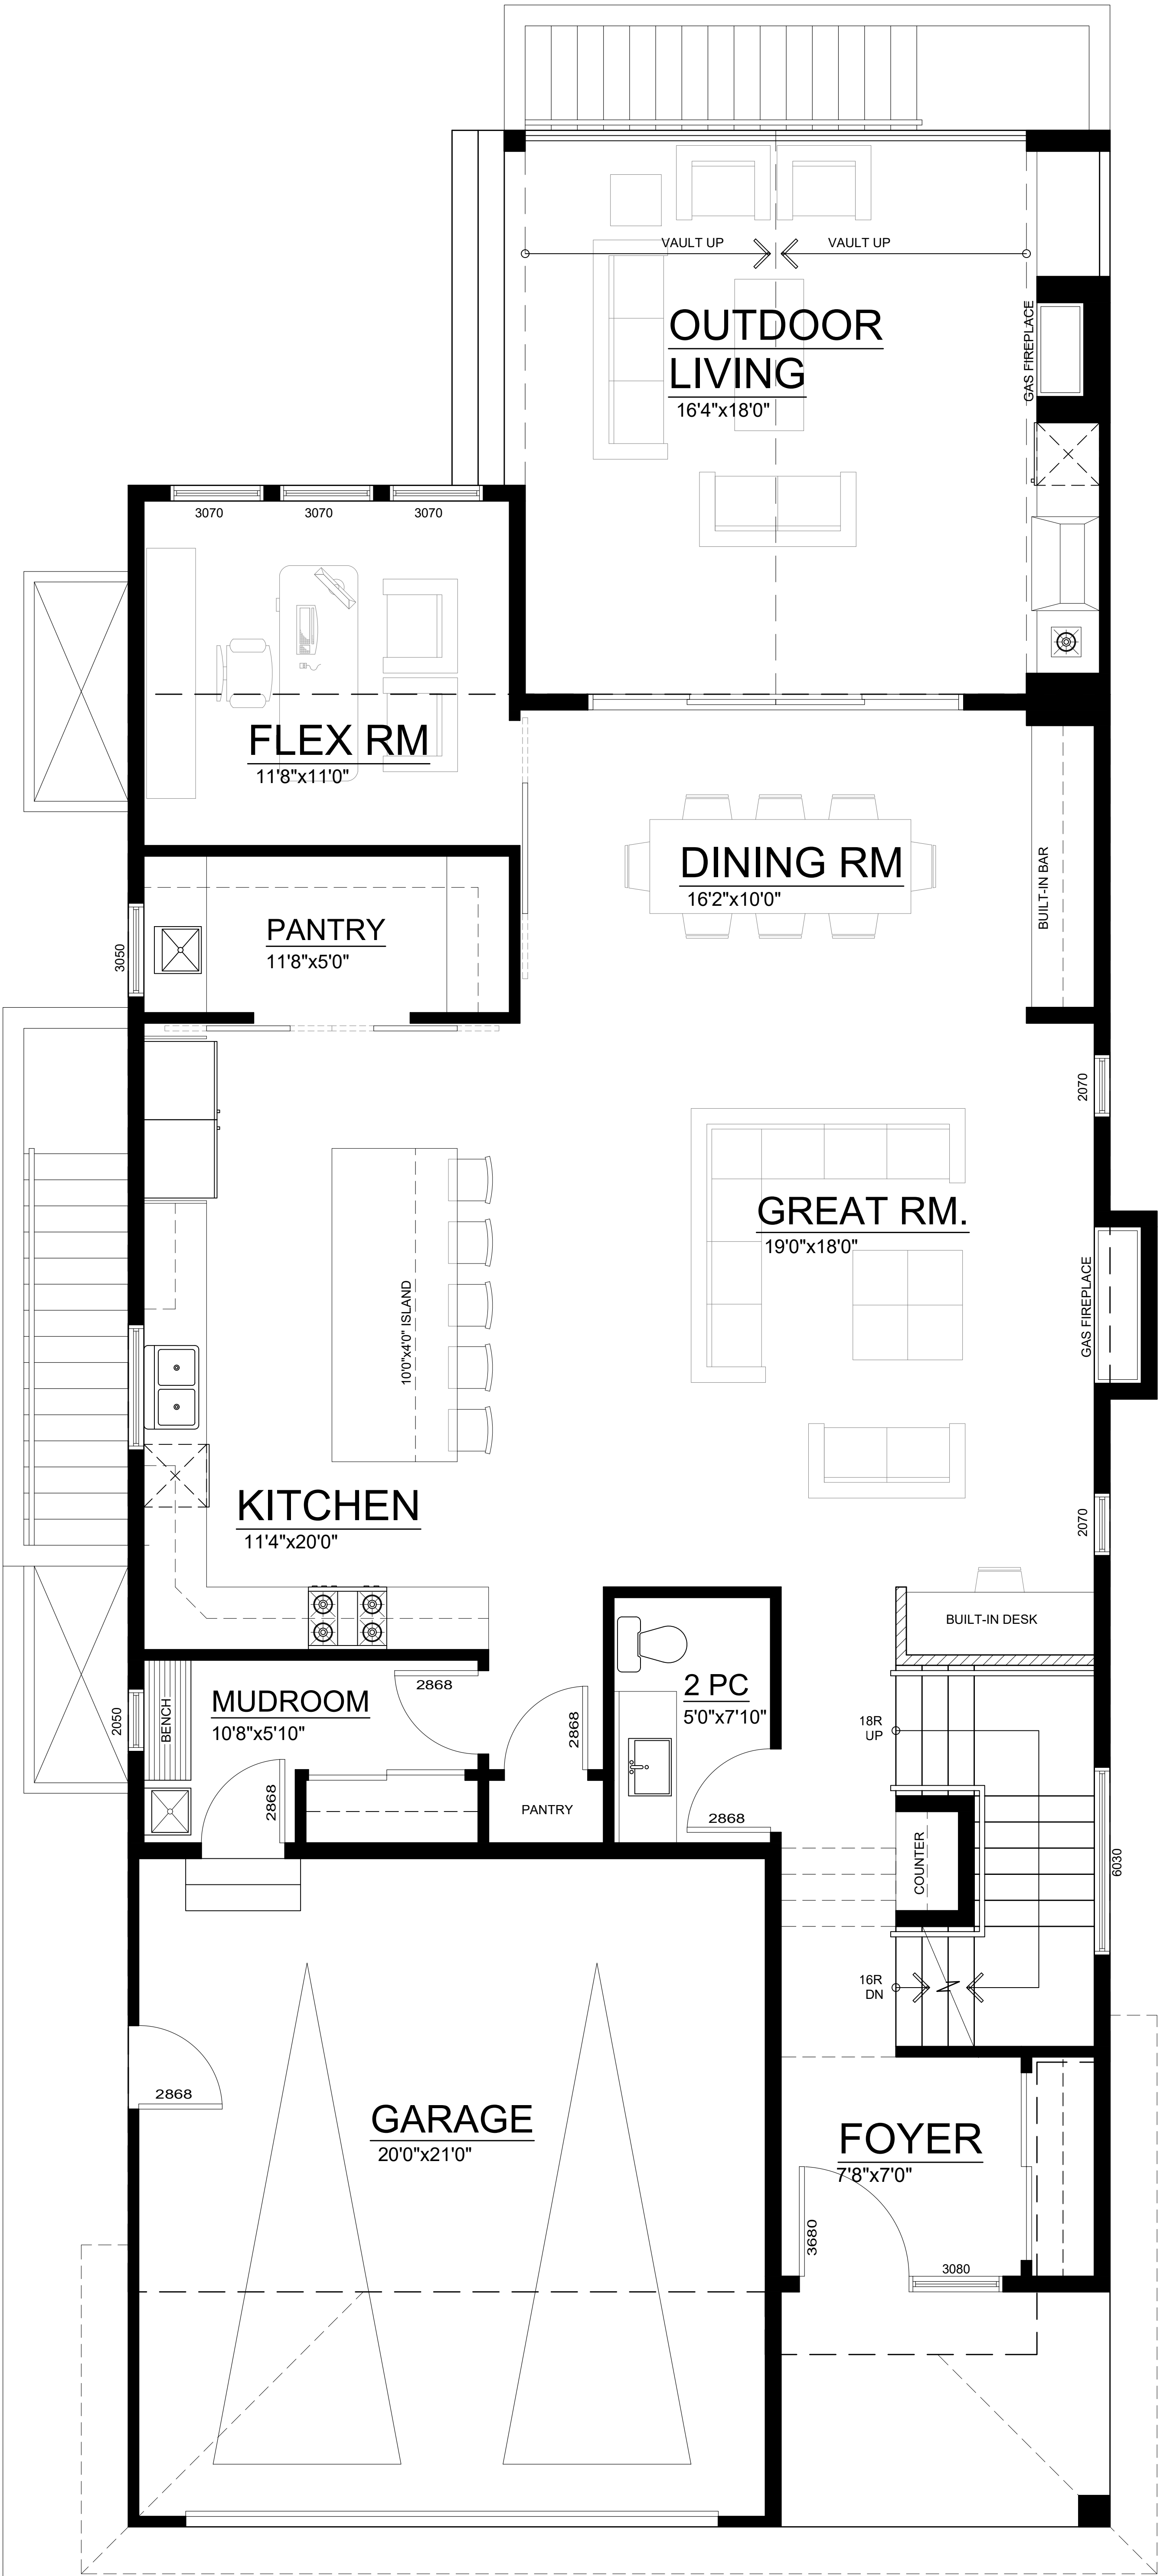 VAULT UP
VAULT UP
OUTDOOR
LIVING
16'4"x18'0"
GAS FIREPLACE
3070
3070
3070
FLEX RM
11'8"x11'0"
DINING RM
16'2"x10'0"
BUILT-IN BAR
PANTRY
11'8"x5'0"
3050
2070
GREAT RM.
19'0"x18'0"
GAS FIREPLACE
10'0"x4'0" ISLAND
KITCHEN
11'4"x20'0"
2070
BUILT-IN DESK
2868
MUDROOM
10'8"x5'10"
BENCH
2050
2868
2868
PANTRY
2 PC
5'0"x7'10"
2868
18R
UP
COUNTER
6030
16R
DN
2868
GARAGE
20'0"x21'0"
FOYER
7'8"x7'0"
3680
3080